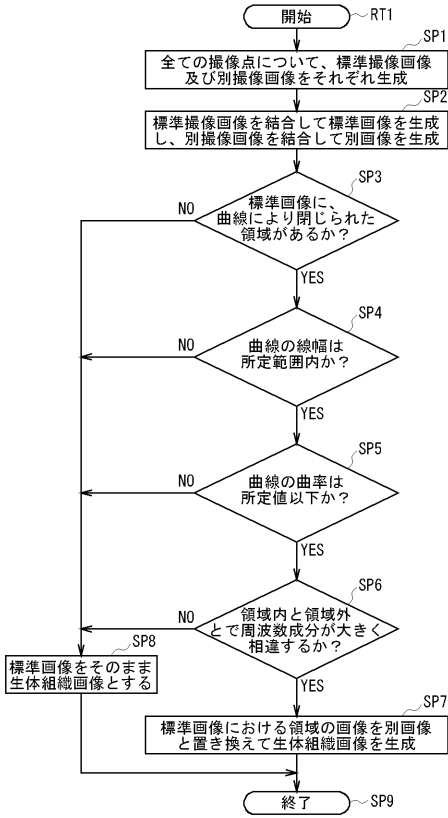 開始
RT1
SP1
全ての撮像点について、標準撮像画像
及び別撮像画像をそれぞれ生成
SP2
標準撮像画像を結合して標準画像を生成
し、別撮像画像を結合して別画像を生成
SP3
標準画像に、
曲線により閉じられた
領域があるか？
NO
YES
SP4
曲線の線幅は
所定範囲内か？
NO
YES
SP5
曲線の曲率は
所定値以下か？
NO
YES
SP6
領域内と領域外
とで周波数成分が大きく
相違するか？
NO
YES
SP8
標準画像をそのまま
生体組織画像とする
SP7
標準画像における領域の画像を別画像
と置き換えて生体組織画像を生成
終了
SP9